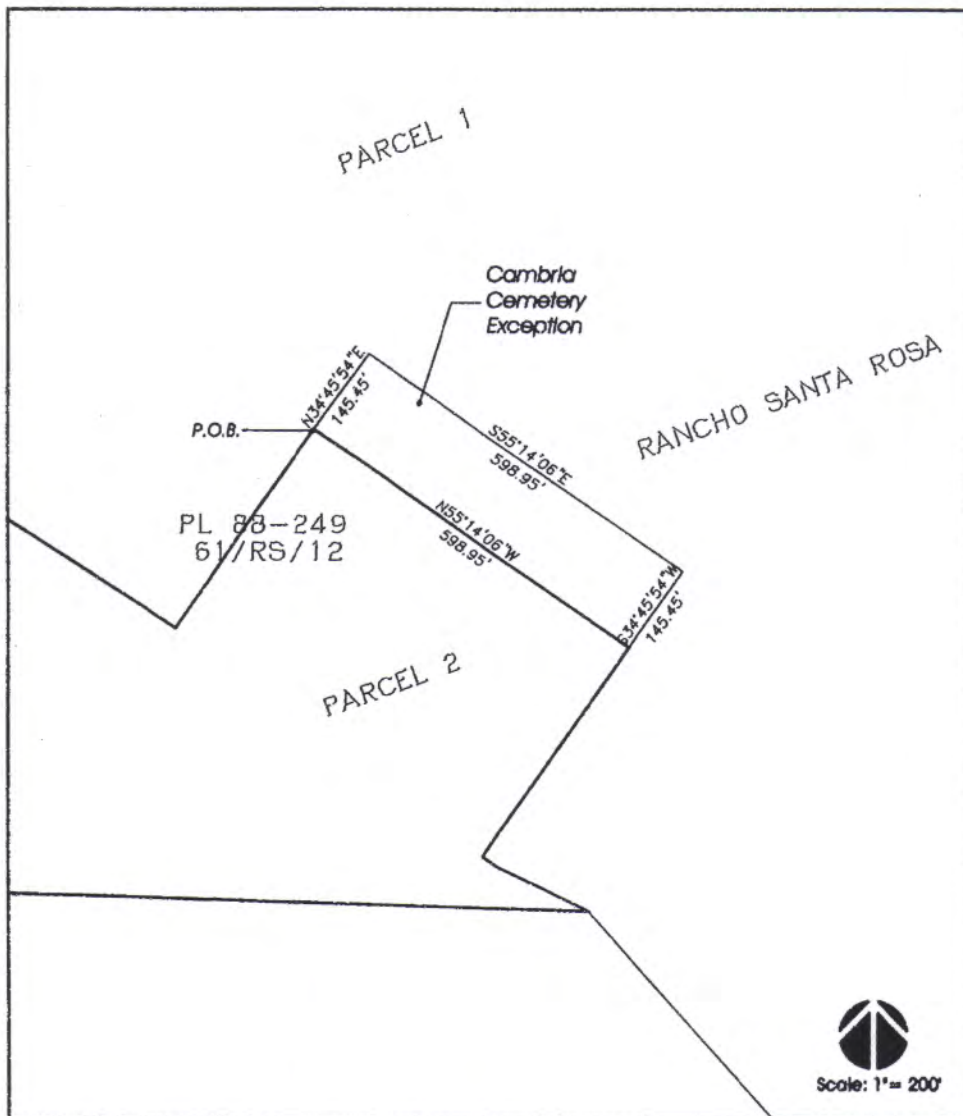 PARCEL 1
Cambria
Cemetery
Exception
RANCHO SANTA ROSA
N34°45'54"E
145.45'
P.O.B.
S55°14'06"E
598.95'
PL 88-249
61/RS/12
N55°14'06"W
598.95'
S34°45'54"W
145.45'
PARCEL 2
Scale: 1"= 200'